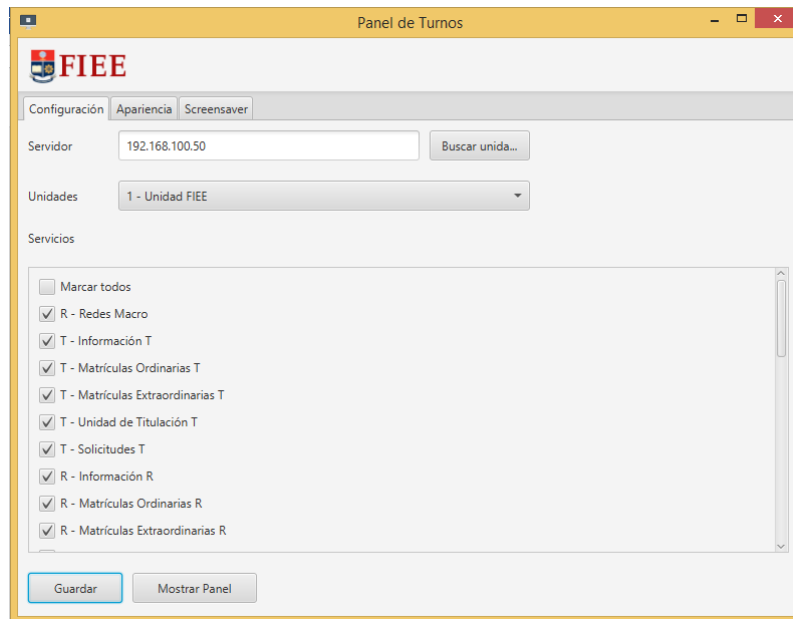 Panel de Turnos
FIEE
Configuración Apariencia Screensaver
Servidor 192.168.100.50 Buscar unida...
Unidades 1 - Unidad FIEE
Servicios
Marcar todos
R - Redes Macro
T - Información T
T - Matrículas Ordinarias T
T - Matrículas Extraordinarias T
T - Unidad de Titulación T
T - Solicitudes T
R - Información R
R - Matrículas Ordinarias R
R - Matrículas Extraordinarias R
Guardar Mostrar Panel